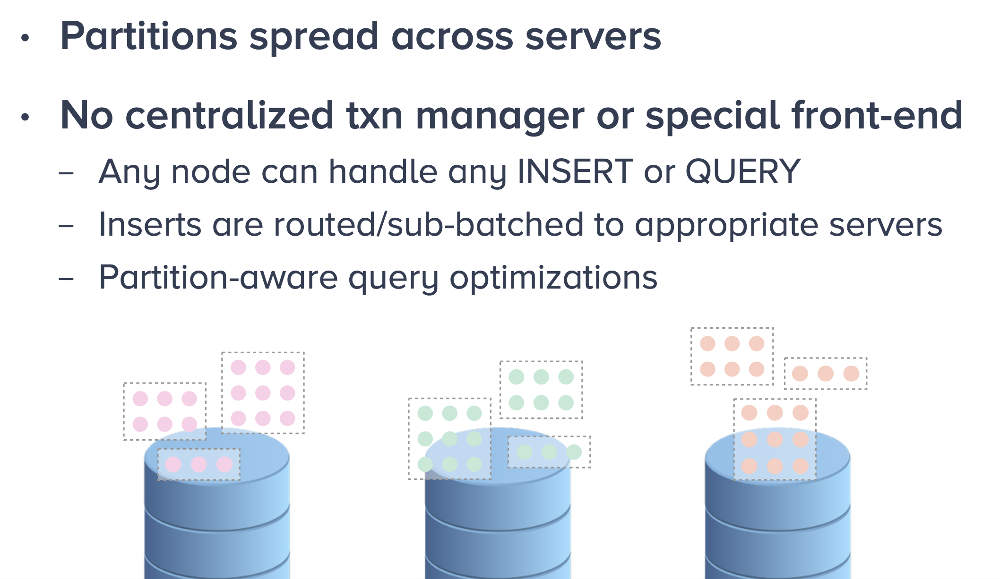 • Partitions spread across servers
• No centralized txn manager or special front-end
– Any node can handle any INSERT or QUERY
– Inserts are routed/sub-batched to appropriate servers
– Partition-aware query optimizations